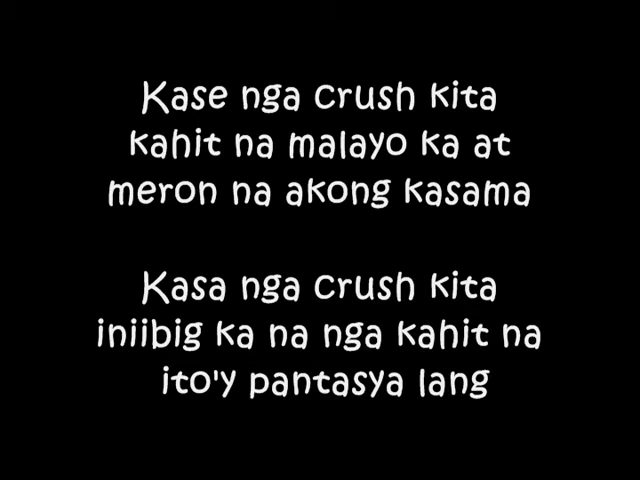 Kase nga crush kita
kahit na malayo ka at
meron na akong kasama
Kasa nga crush kita
iniibig ka na nga kahit na
ito'y pantasya lang